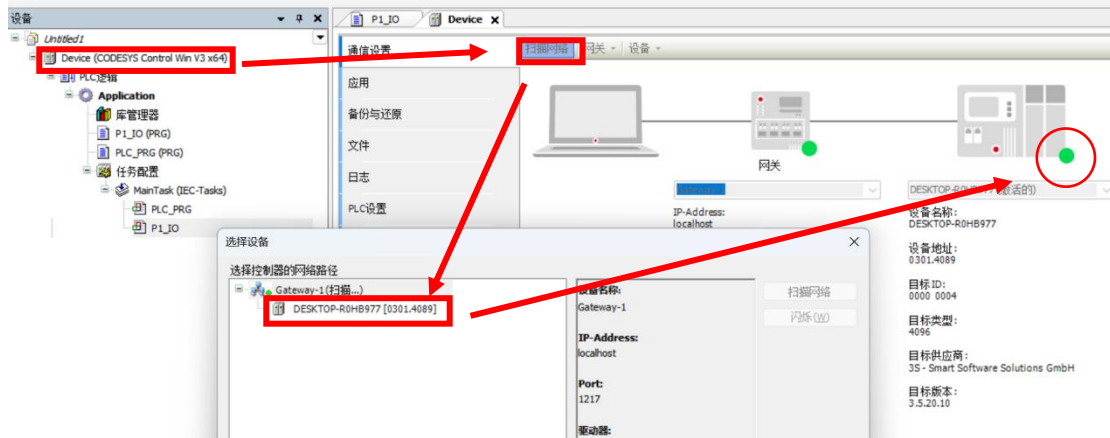 设备
Untitled1
Device (CODESYS Control Win V3 x64)
PLC逻辑
Application
库管理器
P1_IO (PRG)
PLC_PRG (PRG)
任务配置
MainTask (IEC-Tasks)
PLC_PRG
P1_IO
P1_IO
Device
通信设置
应用
备份与还原
文件
日志
PLC设置
扫描网络
网关
设备
网关
Gateway-1
IP-Address:
localhost
DESKTOP-R0HB977 (激活的)
设备名称:
DESKTOP-R0HB977
设备地址:
0301.4089
目标ID:
0000 0004
目标类型:
4096
目标供应商:
3S - Smart Software Solutions GmbH
目标版本:
3.5.20.10
选择设备
选择控制器的网络路径
Gateway-1(扫描...)
DESKTOP-R0HB977 [0301.4089]
设备名称:
Gateway-1
IP-Address:
localhost
Port:
1217
驱动器:
扫描网络
闪烁(W)